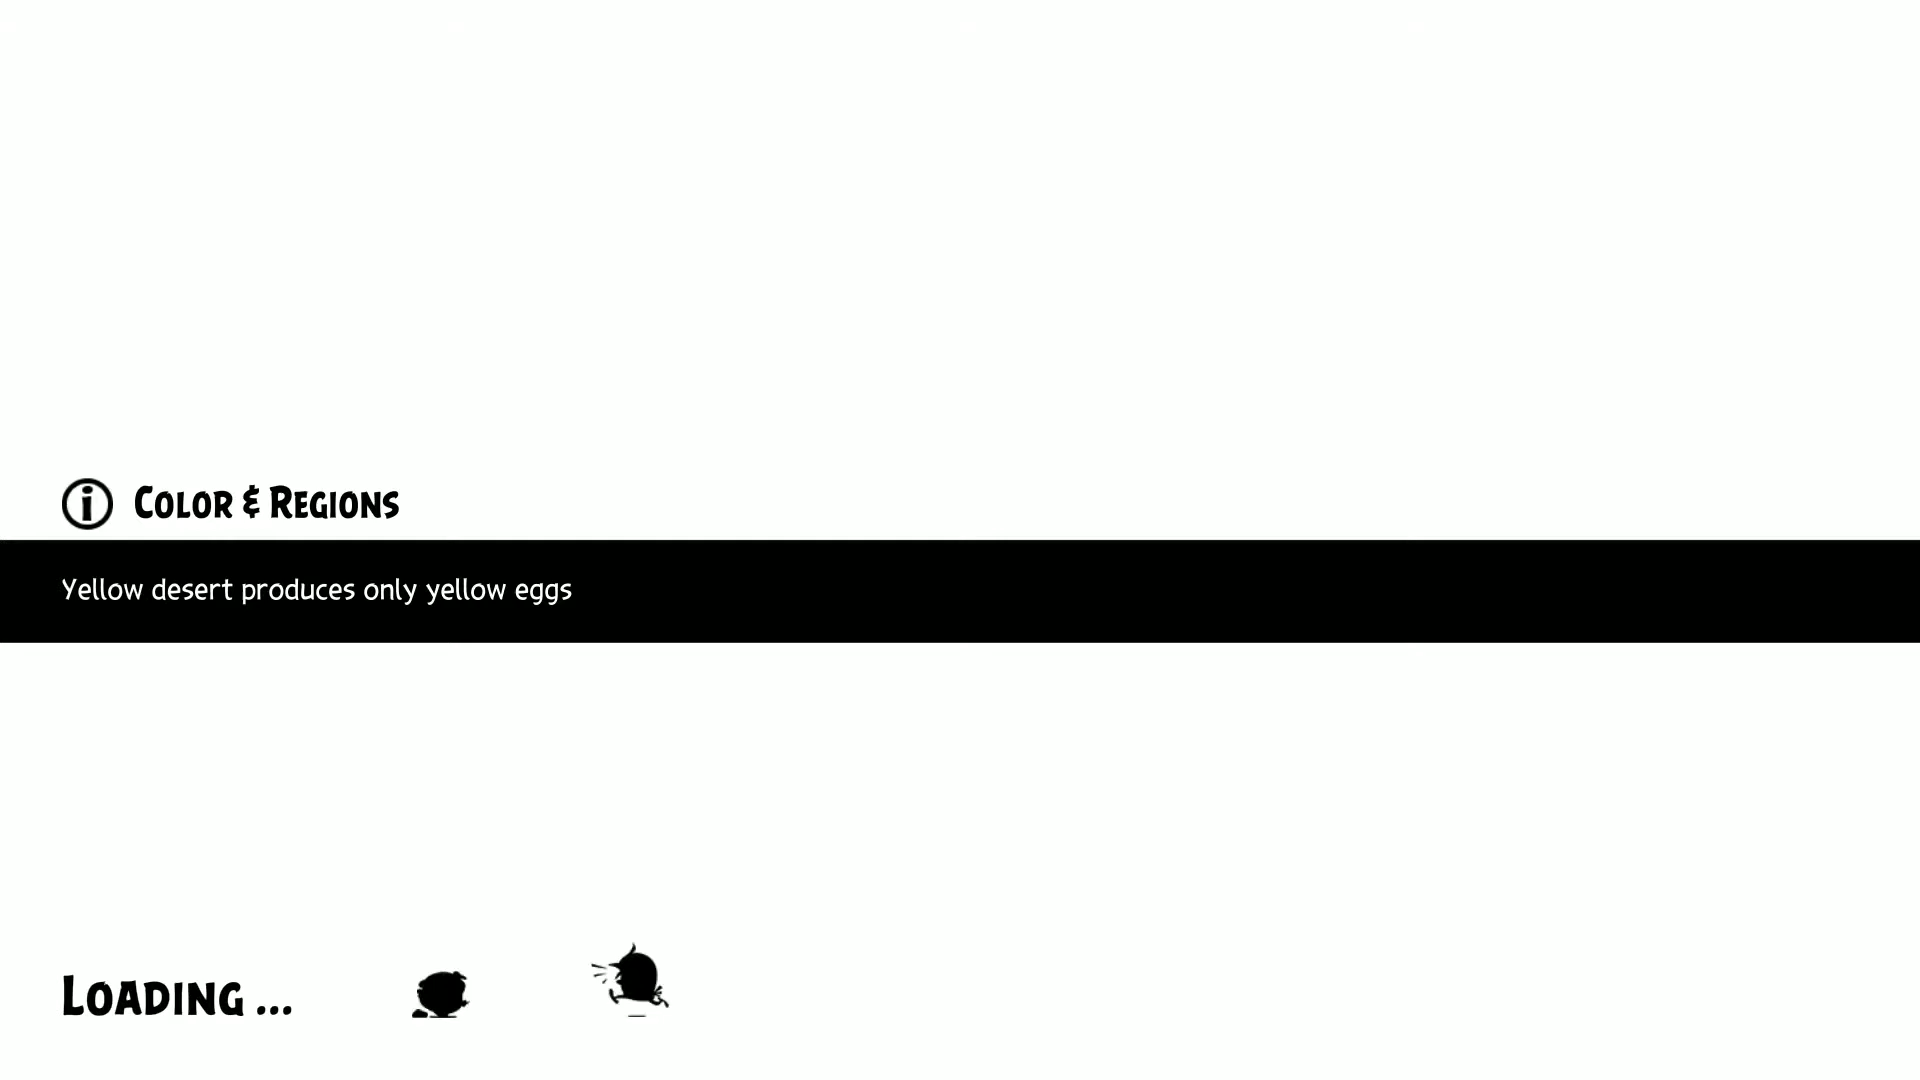 Color & Regions
Yellow desert produces only yellow eggs
Loading ...